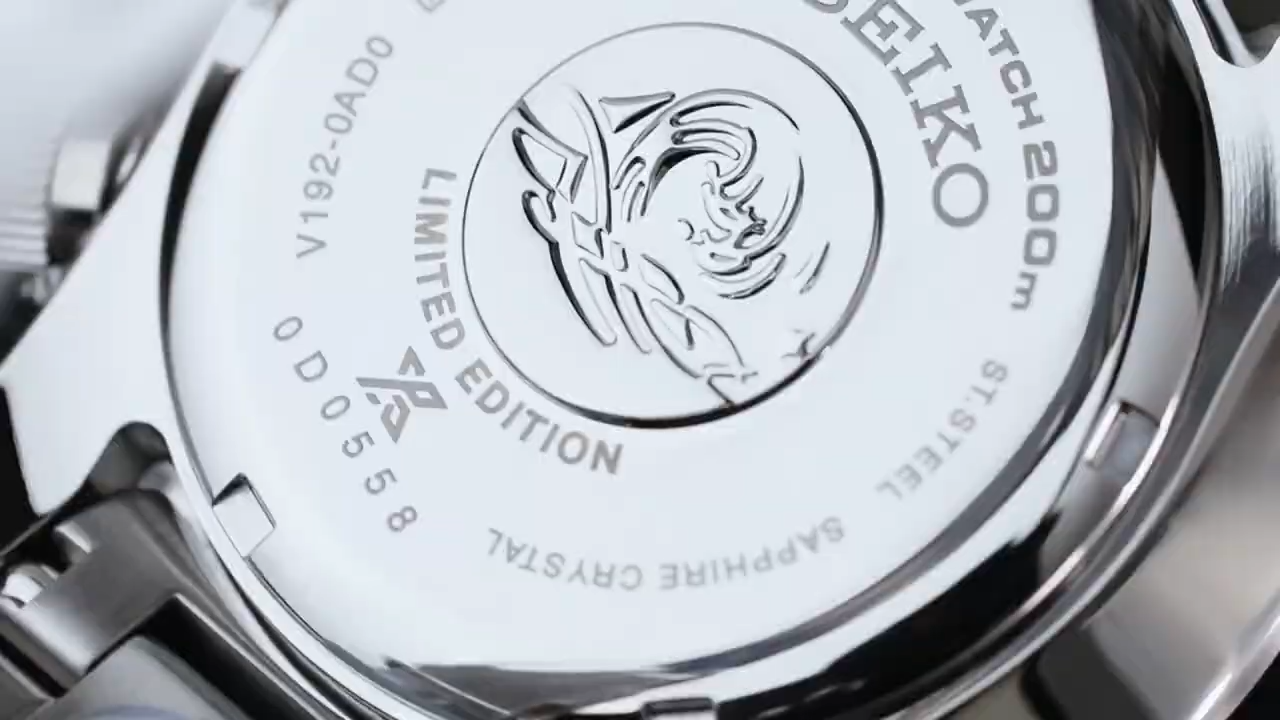 SEIKO
WATCH 200m
ST.STEEL
SAPPHIRE CRYSTAL
V192-0AD0
LIMITED EDITION
0D0558